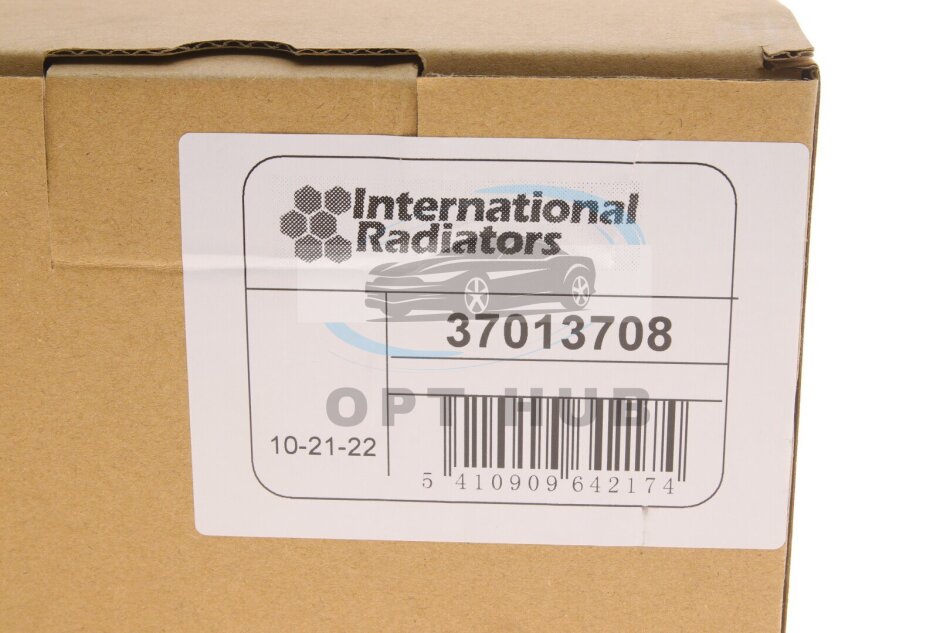 International
Radiators
37013708
OPT HUB
10-21-22
5 410909 642174